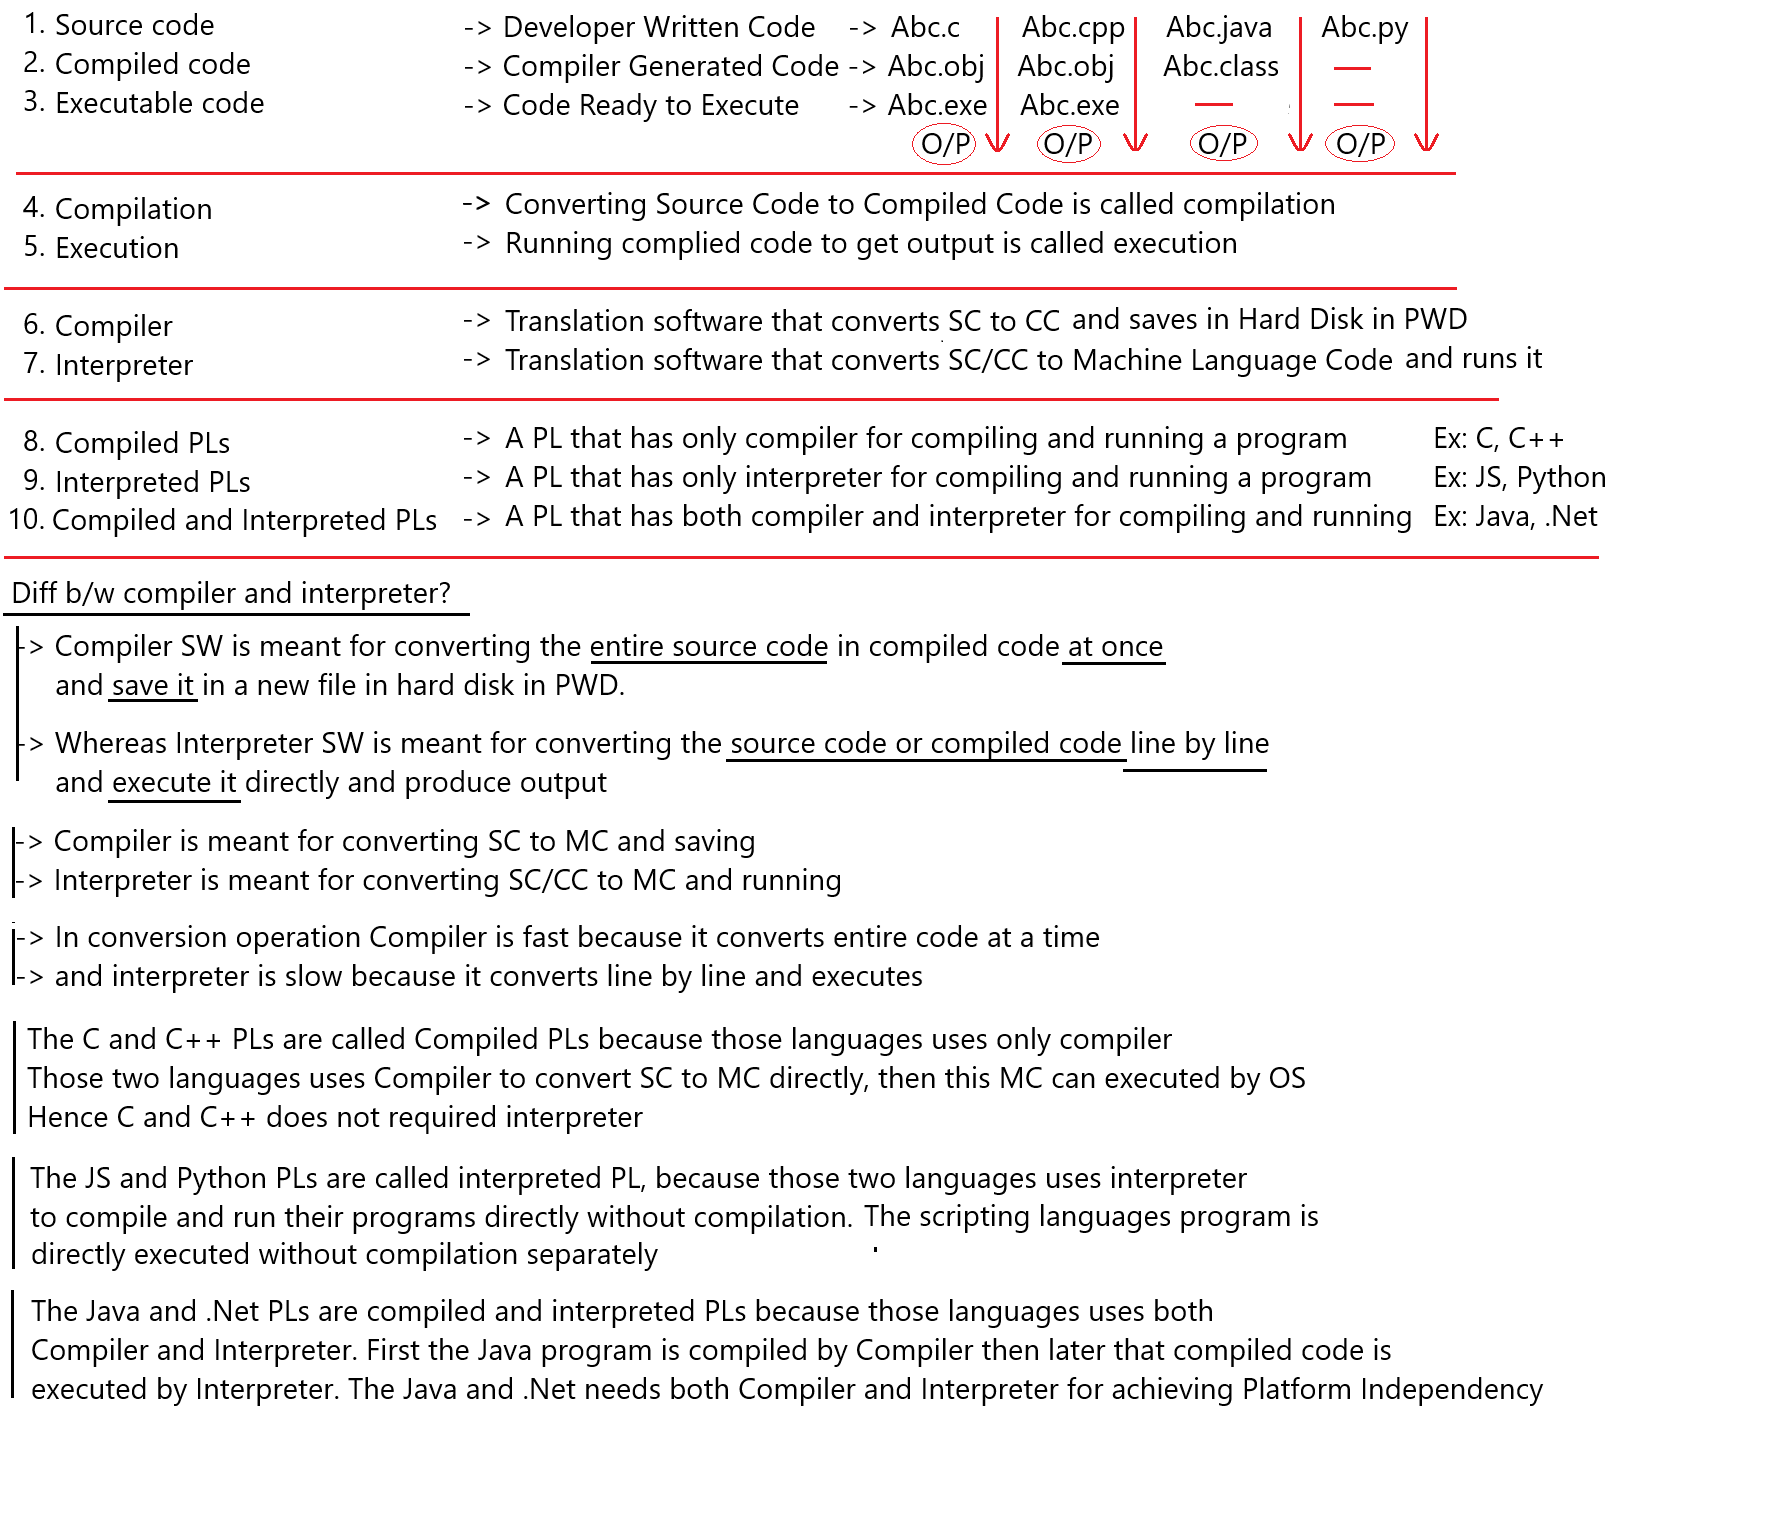 1. Source code -> Developer Written Code -> Abc.c Abc.cpp Abc.java Abc.py
2. Compiled code -> Compiler Generated Code -> Abc.obj Abc.obj Abc.class —
3. Executable code -> Code Ready to Execute -> Abc.exe Abc.exe — —
O/P O/P O/P O/P
4. Compilation -> Converting Source Code to Compiled Code is called compilation
5. Execution -> Running complied code to get output is called execution
6. Compiler -> Translation software that converts SC to CC and saves in Hard Disk in PWD
7. Interpreter -> Translation software that converts SC/CC to Machine Language Code and runs it
8. Compiled PLs -> A PL that has only compiler for compiling and running a program Ex: C, C++
9. Interpreted PLs -> A PL that has only interpreter for compiling and running a program Ex: JS, Python
10. Compiled and Interpreted PLs -> A PL that has both compiler and interpreter for compiling and running Ex: Java, .Net
Diff b/w compiler and interpreter?
-> Compiler SW is meant for converting the entire source code in compiled code at once
and save it in a new file in hard disk in PWD.
-> Whereas Interpreter SW is meant for converting the source code or compiled code line by line
and execute it directly and produce output
-> Compiler is meant for converting SC to MC and saving
-> Interpreter is meant for converting SC/CC to MC and running
-> In conversion operation Compiler is fast because it converts entire code at a time
-> and interpreter is slow because it converts line by line and executes
The C and C++ PLs are called Compiled PLs because those languages uses only compiler
Those two languages uses Compiler to convert SC to MC directly, then this MC can executed by OS
Hence C and C++ does not required interpreter
The JS and Python PLs are called interpreted PL, because those two languages uses interpreter
to compile and run their programs directly without compilation. The scripting languages program is
directly executed without compilation separately
The Java and .Net PLs are compiled and interpreted PLs because those languages uses both
Compiler and Interpreter. First the Java program is compiled by Compiler then later that compiled code is
executed by Interpreter. The Java and .Net needs both Compiler and Interpreter for achieving Platform Independency